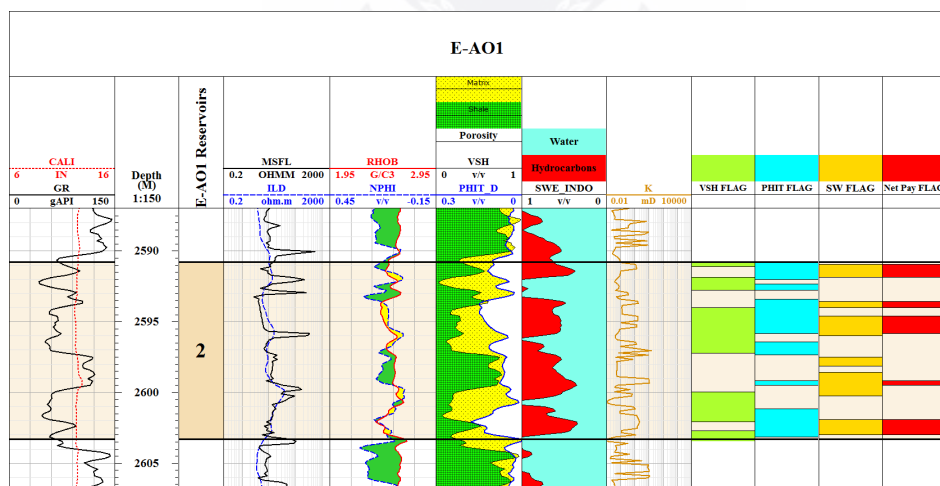 E-AO1
CALI
6 IN 16
GR
0 gAPI 150
Depth
(M)
1:150
E-AO1 Reservoirs
MSFL
0.2 OHMM 2000
ILD
0.2 ohm.m 2000
RHOB
1.95 G/C3 2.95
NPHI
0.45 v/v -0.15
Matrix
Shale
Porosity
VSH
0 v/v 1
PHIT_D
0.3 v/v 0
Water
Hydrocarbons
SWE_INDO
1 v/v 0
K
0.01 mD 10000
VSH FLAG
PHIT FLAG
SW FLAG
Net Pay FLAG
2590
2595
2
2600
2605